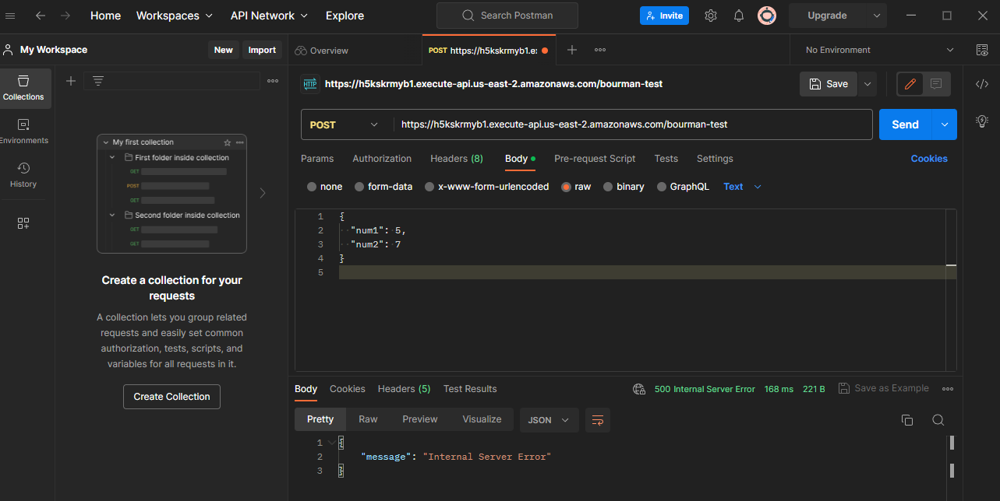 Home Workspaces API Network Explore Search Postman Invite Upgrade
My Workspace New Import Overview POST https://h5kskrmyb1.e: No Environment
Collections
Environments
History
My first collection
First folder inside collection
GET
POST
GET
Second folder inside collection
GET
GET
Create a collection for your
requests
A collection lets you group related
requests and easily set common
authorization, tests, scripts, and
variables for all requests in it.
Create Collection
HTTP https://h5kskrmyb1.execute-api.us-east-2.amazonaws.com/bourman-test Save
POST https://h5kskrmyb1.execute-api.us-east-2.amazonaws.com/bourman-test Send
Params Authorization Headers (8) Body Pre-request Script Tests Settings Cookies
none form-data x-www-form-urlencoded raw binary GraphQL Text
1 {
2 "num1": 5,
3 "num2": 7
4 }
5
Body Cookies Headers (5) Test Results 500 Internal Server Error 168 ms 221 B Save as Example
Pretty Raw Preview Visualize JSON
1 {
2 "message": "Internal Server Error"
3 }